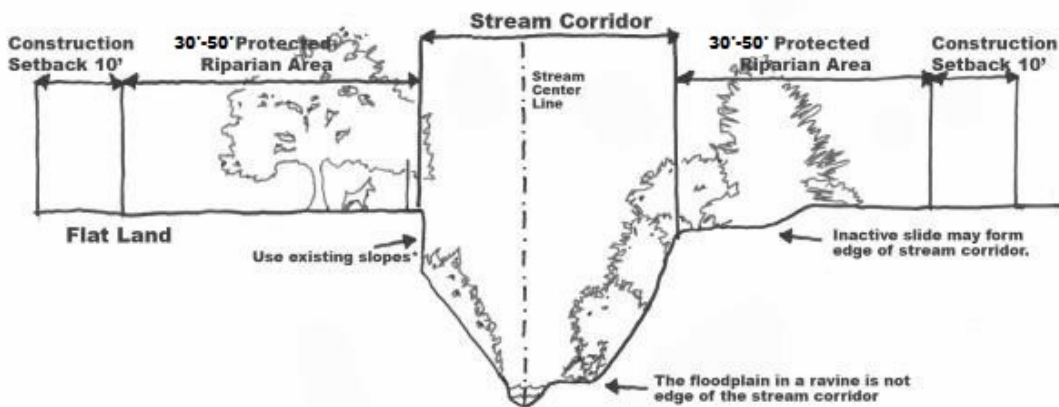 Stream Corridor
Construction
Setback 10'
30'-50' Protected
Riparian Area
Stream
Center
Line
30'-50' Protected
Riparian Area
Construction
Setback 10'
Flat Land
Use existing slopes*
Inactive slide may form
edge of stream corridor.
The floodplain in a ravine is not
edge of the stream corridor